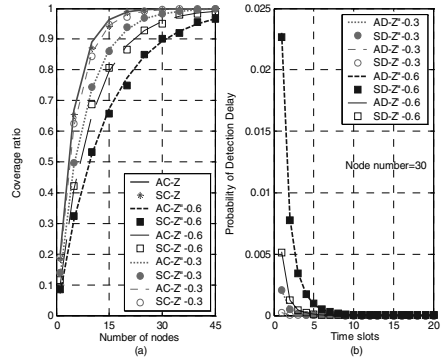 1
0.9
0.8
0.7
0.6
0.5
0.4
0.3
0.2
0.1
0
Coverage ratio
AC-Z
SC-Z
AC-Z"-0.6
SC-Z"-0.6
AC-Z'-0.6
SC-Z'-0.6
AC-Z"-0.3
SC-Z"-0.3
AC-Z'-0.3
SC-Z'-0.3
0 15 30 45
Number of nodes
(a)
0.025
0.02
0.015
0.01
0.005
0
Probability of Detection Delay
AD-Z"-0.3
SD-Z"-0.3
AD-Z'-0.3
SD-Z'-0.3
AD-Z"-0.6
SD-Z"-0.6
AD-Z'-0.6
SD-Z'-0.6
Node number=30
0 5 10 15 20
Time slots
(b)